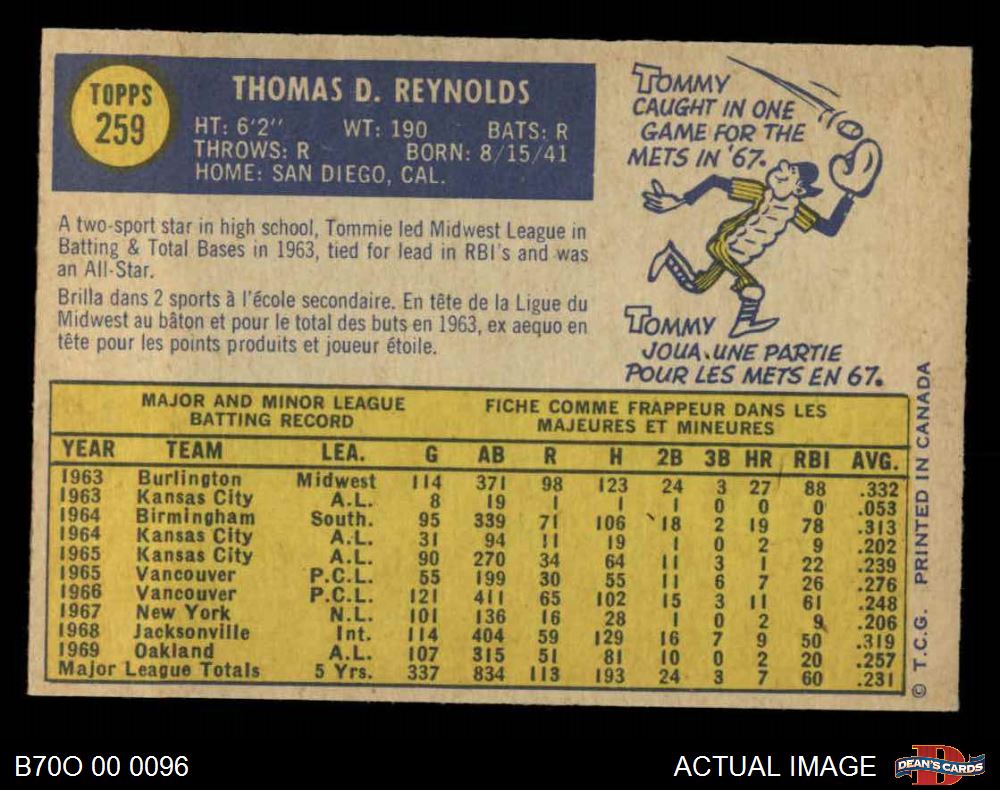 TOPPS
259
THOMAS D. REYNOLDS
HT: 6'2" WT: 190 BATS: R
THROWS: R BORN: 8/15/41
HOME: SAN DIEGO, CAL.
TOMMY
CAUGHT IN ONE
GAME FOR THE
METS IN '67.
A two-sport star in high school, Tommie led Midwest League in
Batting & Total Bases in 1963, tied for lead in RBI's and was
an All-Star.
Brilla dans 2 sports à l'école secondaire. En tête de la Ligue du
Midwest au bâton et pour le total des buts en 1963, ex aequo en
tête pour les points produits et joueur étoile.
TOMMY
JOUA UNE PARTIE
POUR LES METS EN 67.
MAJOR AND MINOR LEAGUE
BATTING RECORD
FICHE COMME FRAPPEUR DANS LES
MAJEURES ET MINEURES
YEAR TEAM LEA. G AB R H 2B 3B HR RBI AVG.
1963 Burlington Midwest 114 371 98 123 24 3 27 88 .332
1963 Kansas City A.L. 8 19 1 1 1 0 0 0 .053
1964 Birmingham South. 95 339 71 106 18 2 19 78 .313
1964 Kansas City A.L. 31 94 11 19 1 0 2 9 .202
1965 Kansas City A.L. 90 270 34 64 11 3 1 22 .239
1965 Vancouver P.C.L. 55 199 30 55 11 6 7 26 .276
1966 Vancouver P.C.L. 121 411 65 102 15 3 11 61 .248
1967 New York N.L. 101 136 16 28 1 0 2 9 .206
1968 Jacksonville Int. 114 404 59 129 16 7 9 50 .319
1969 Oakland A.L. 107 315 51 81 10 0 2 20 .257
Major League Totals 5 Yrs. 337 834 113 193 24 3 7 60 .231
© T.C.G. PRINTED IN CANADA
B70O 00 0096
ACTUAL IMAGE
D
DEAN'S CARDS